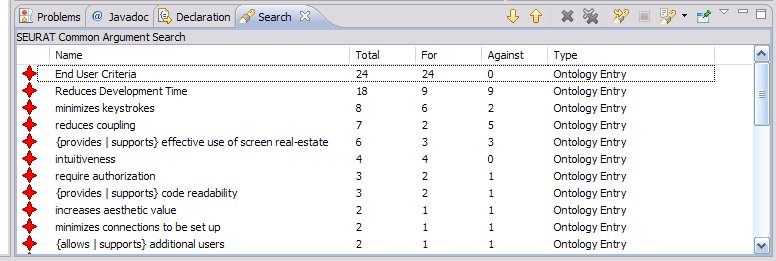 Problems @ Javadoc Declaration Search
SEURAT Common Argument Search
Name Total For Against Type
End User Criteria 24 24 0 Ontology Entry
Reduces Development Time 18 9 9 Ontology Entry
minimizes keystrokes 8 6 2 Ontology Entry
reduces coupling 7 2 5 Ontology Entry
{provides | supports} effective use of screen real-estate 6 3 3 Ontology Entry
intuitiveness 4 4 0 Ontology Entry
require authorization 3 2 1 Ontology Entry
{provides | supports} code readability 3 2 1 Ontology Entry
increases aesthetic value 2 1 1 Ontology Entry
minimizes connections to be set up 2 1 1 Ontology Entry
{allows | supports} additional users 2 1 1 Ontology Entry